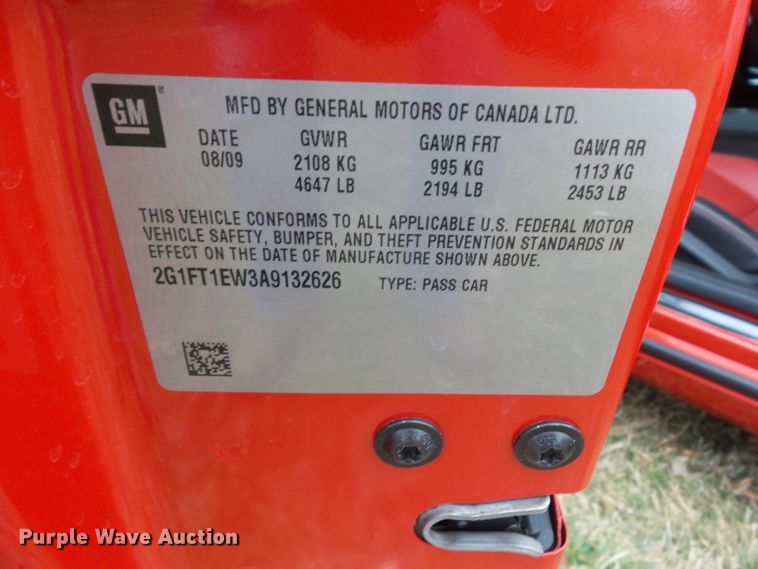 GM
MFD BY GENERAL MOTORS OF CANADA LTD.
DATE GVWR GAWR FRT GAWR RR
08/09 2108 KG 995 KG 1113 KG
4647 LB 2194 LB 2453 LB
THIS VEHICLE CONFORMS TO ALL APPLICABLE U.S. FEDERAL MOTOR
VEHICLE SAFETY, BUMPER, AND THEFT PREVENTION STANDARDS IN
EFFECT ON THE DATE OF MANUFACTURE SHOWN ABOVE.
2G1FT1EW3A9132626 TYPE: PASS CAR
Purple Wave Auction